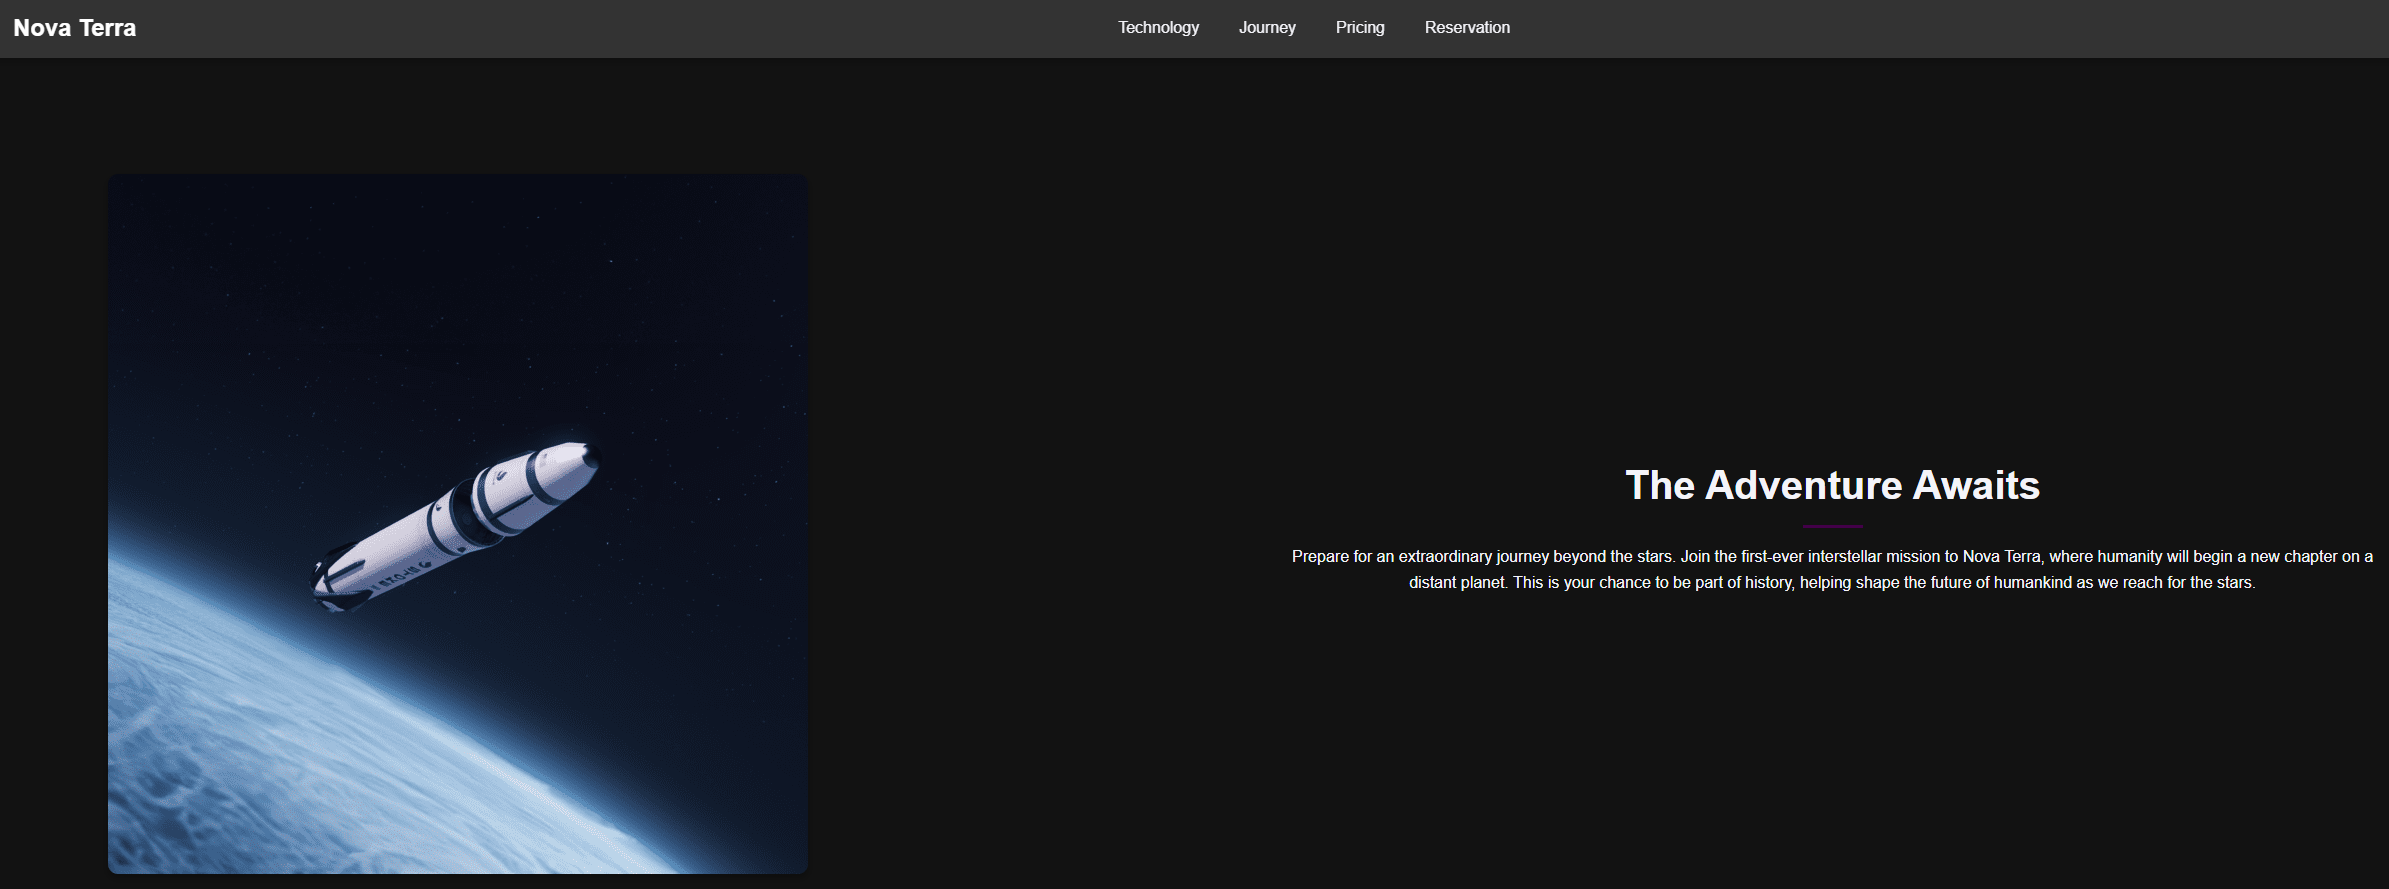 Nova Terra
Technology
Journey
Pricing
Reservation
The Adventure Awaits
Prepare for an extraordinary journey beyond the stars. Join the first-ever interstellar mission to Nova Terra, where humanity will begin a new chapter on a
distant planet. This is your chance to be part of history, helping shape the future of humankind as we reach for the stars.